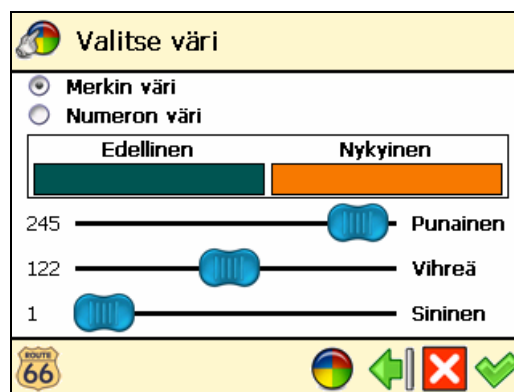 Valitse väri
Merkin väri
Numeron väri
Edellinen Nykyinen
245 Punainen
122 Vihreä
1 Sininen
ROUTE
66